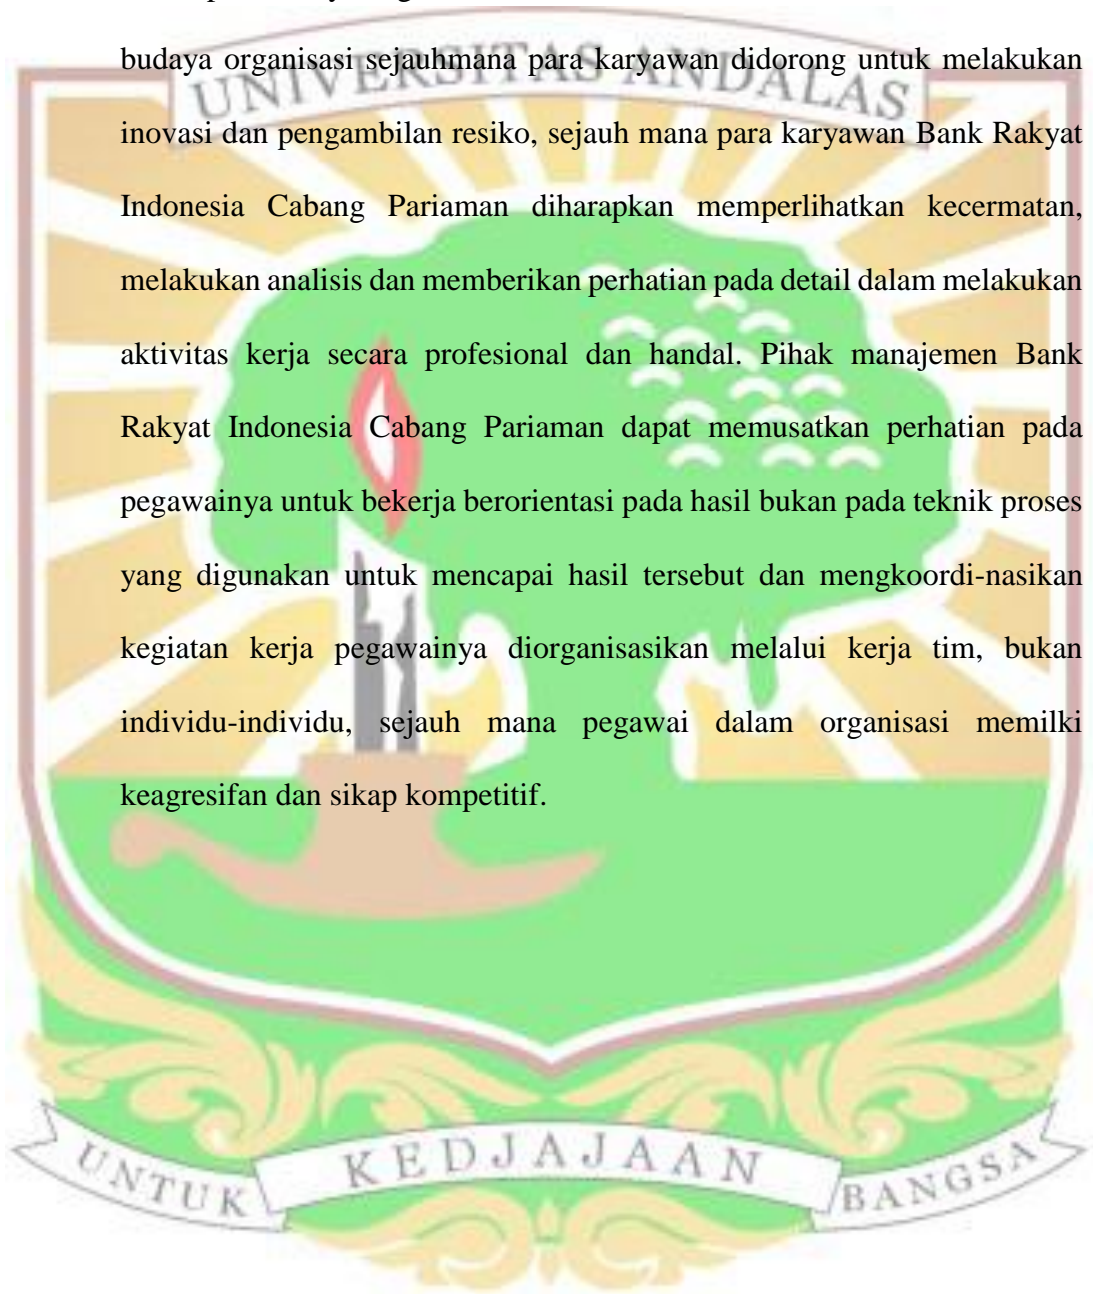 budaya organisasi sejauhmana para karyawan didorong untuk melakukan
UNIVERSITAS ANDALAS
inovasi dan pengambilan resiko, sejauh mana para karyawan Bank Rakyat
Indonesia Cabang Pariaman diharapkan memperlihatkan kecermatan,
melakukan analisis dan memberikan perhatian pada detail dalam melakukan
aktivitas kerja secara profesional dan handal. Pihak manajemen Bank
Rakyat Indonesia Cabang Pariaman dapat memusatkan perhatian pada
pegawainya untuk bekerja berorientasi pada hasil bukan pada teknik proses
yang digunakan untuk mencapai hasil tersebut dan mengkoordi-nasikan
kegiatan kerja pegawainya diorganisasikan melalui kerja tim, bukan
individu-individu, sejauh mana pegawai dalam organisasi memilki
keagresifan dan sikap kompetitif.
UNTUK KEDJAJAAN BANGSA